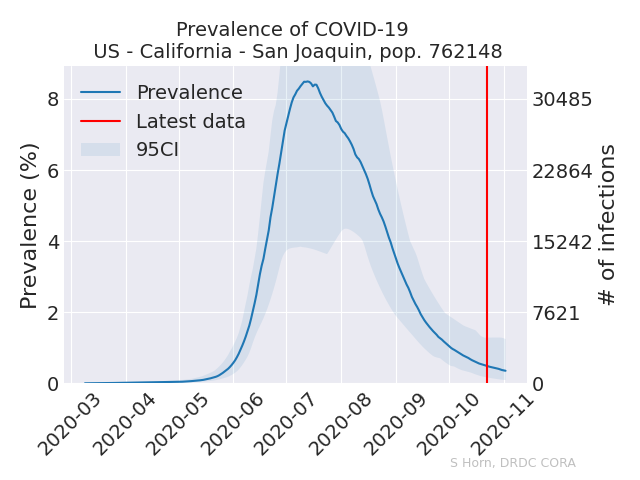 Prevalence of COVID-19
US - California - San Joaquin, pop. 762148
Prevalence
Latest data
95CI
Prevalence (%)
8
6
4
2
0
# of infections
30485
22864
15242
7621
0
2020-03
2020-04
2020-05
2020-06
2020-07
2020-08
2020-09
2020-10
2020-11
S Horn, DRDC CORA